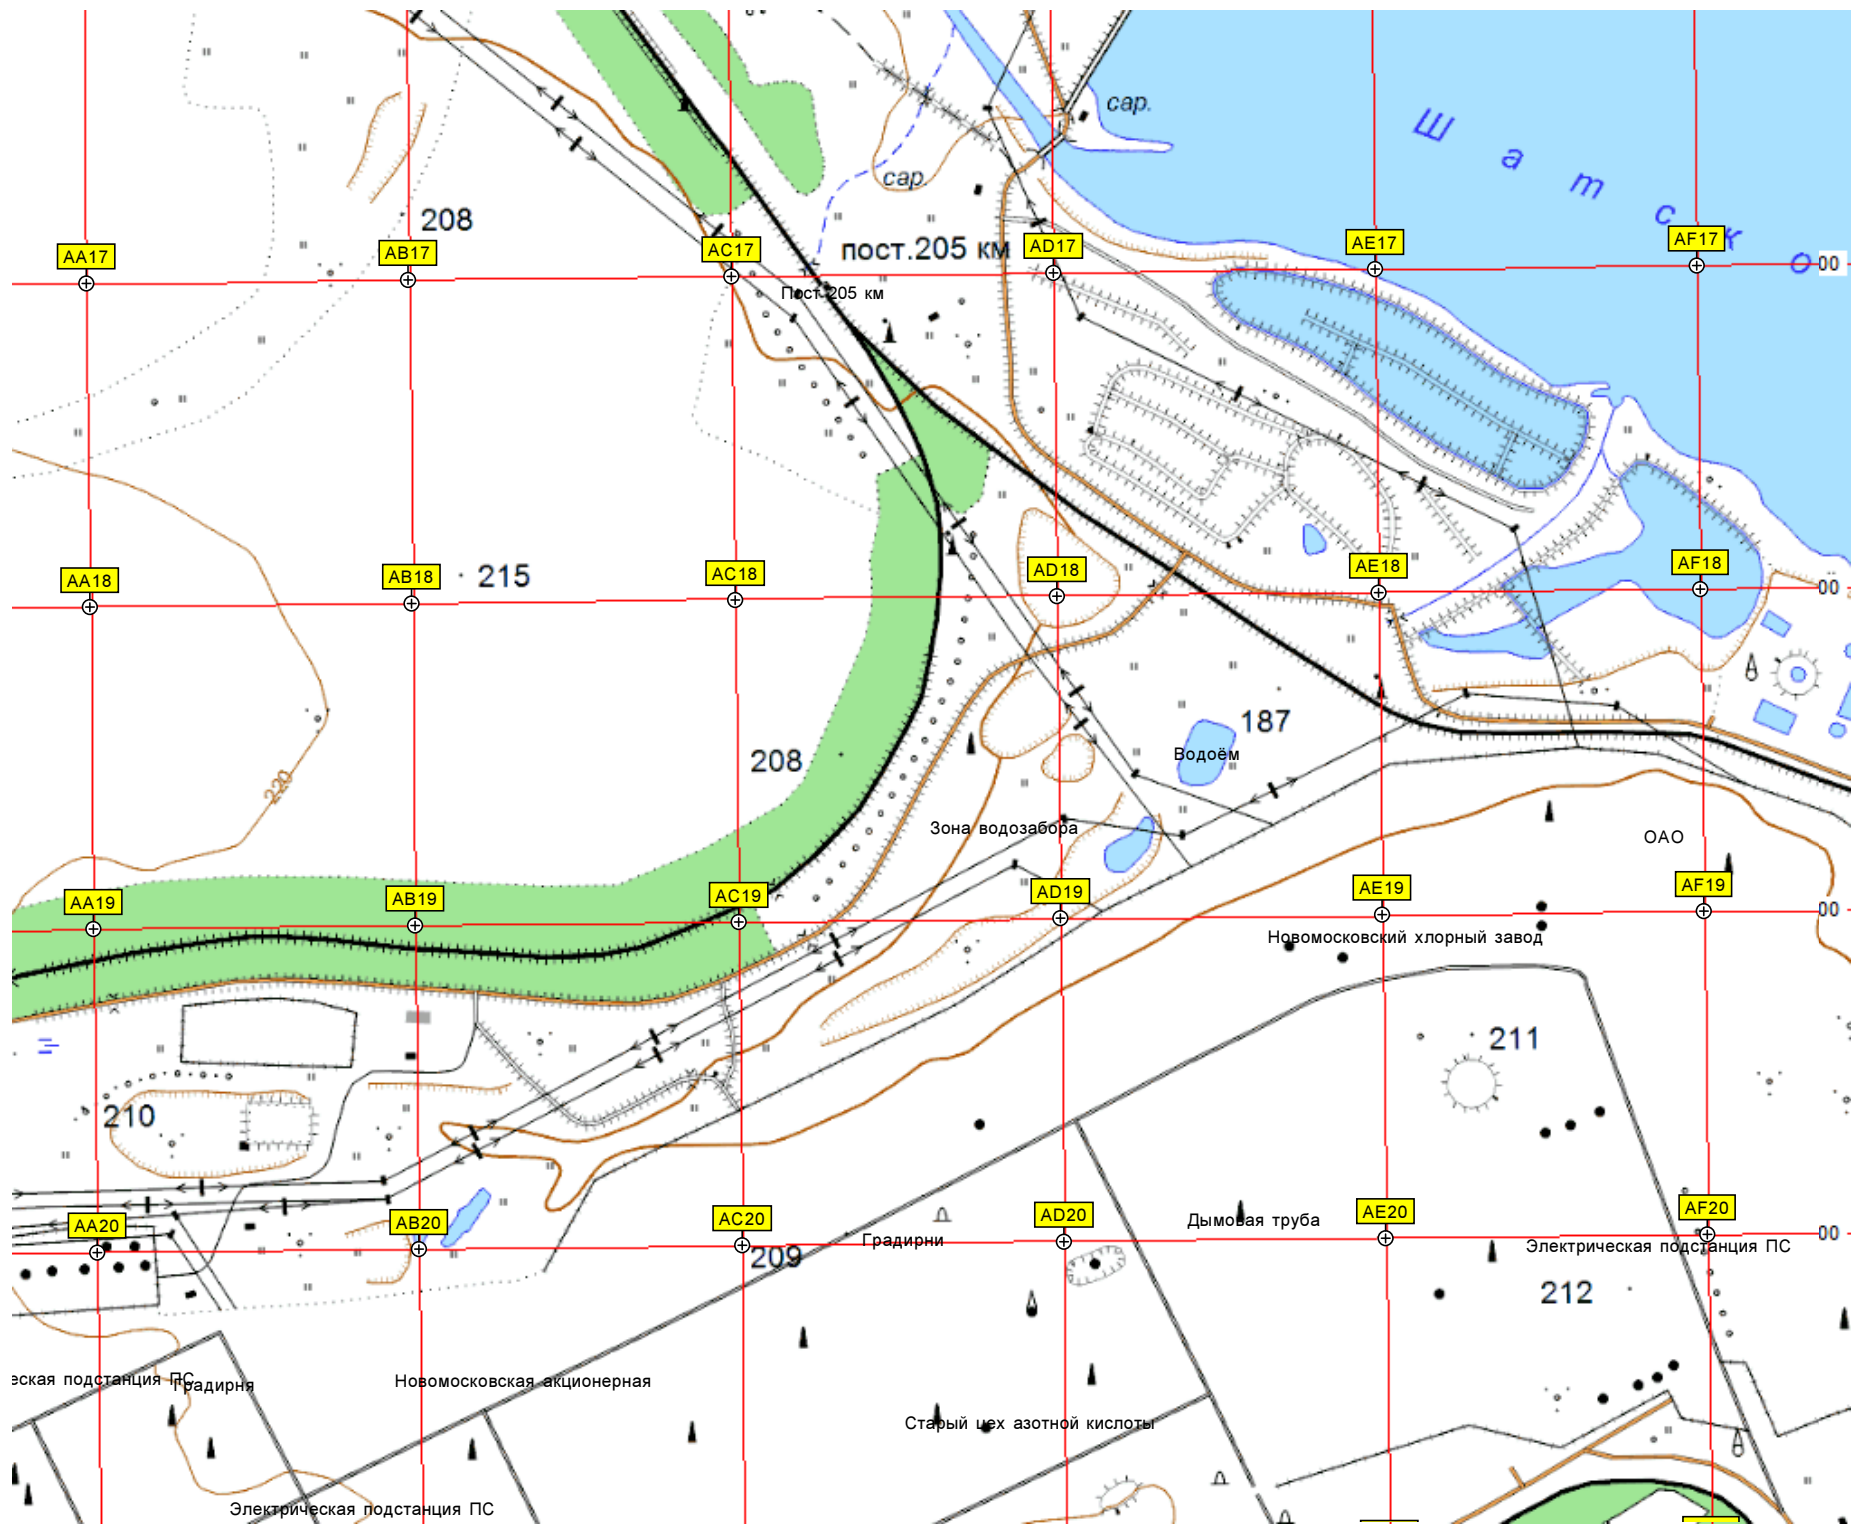 сар.
Ш а т с к о
сар.
208
пост.205 км
AA17
AB17
AC17
AD17
AE17
AF17
00
Пост 205 км
AA18
AB18
215
AC18
AD18
AE18
AF18
00
187
208
Водоём
220
Зона водозабора
ОАО
AA19
AB19
AC19
AD19
AE19
AF19
00
Новомосковский хлорный завод
211
210
AA20
AB20
AC20
AD20
AE20
AF20
00
Дымовая труба
Градирни
Электрическая подстанция ПС
209
212
еская подстанция ПС
Градирня
Новомосковская акционерная
Старый цех азотной кислоты
Электрическая подстанция ПС